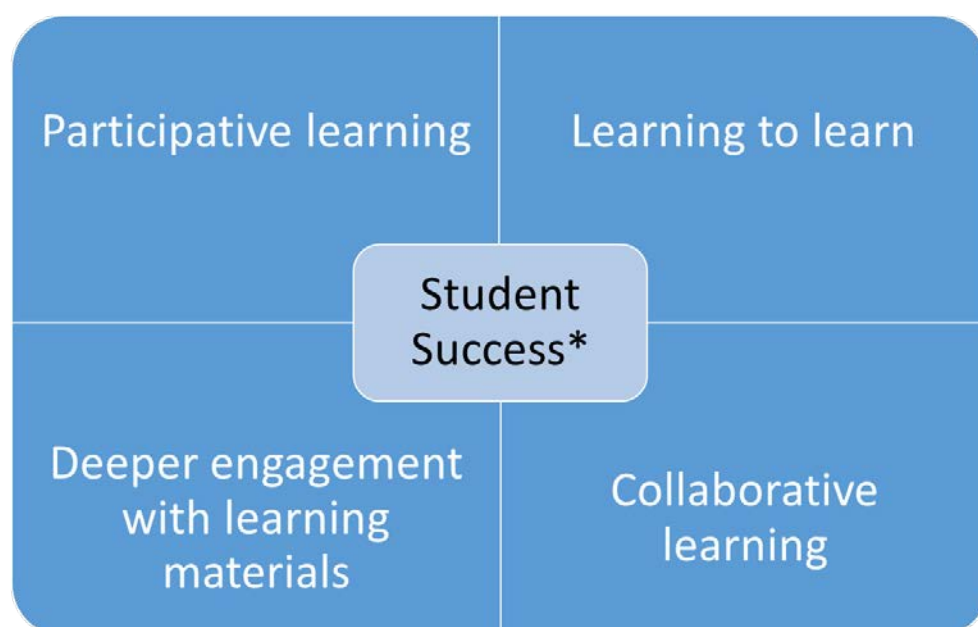 Participative learning
Learning to learn
Student
Success*
Deeper engagement
with learning
materials
Collaborative
learning